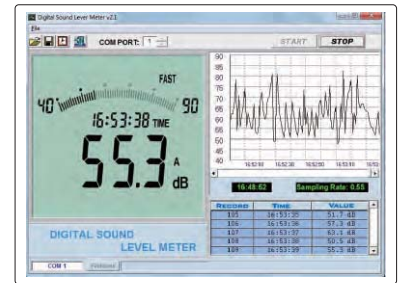 Digital Sound Lever Meter v2.1
File
COM PORT: 1
START
STOP
FAST
40
90
16:53:38 TIME
55.3 A dB
DIGITAL SOUND
LEVEL METER
90
85
80
75
70
65
60
55
50
45
40
16:48:52
Sampling Rate: 0.5S
RECORD TIME VALUE
105 16:53:35 51.7 dB
106 16:53:36 57.3 dB
107 16:53:37 63.1 dB
108 16:53:38 50.5 dB
109 16:53:39 55.3 dB
COM 1